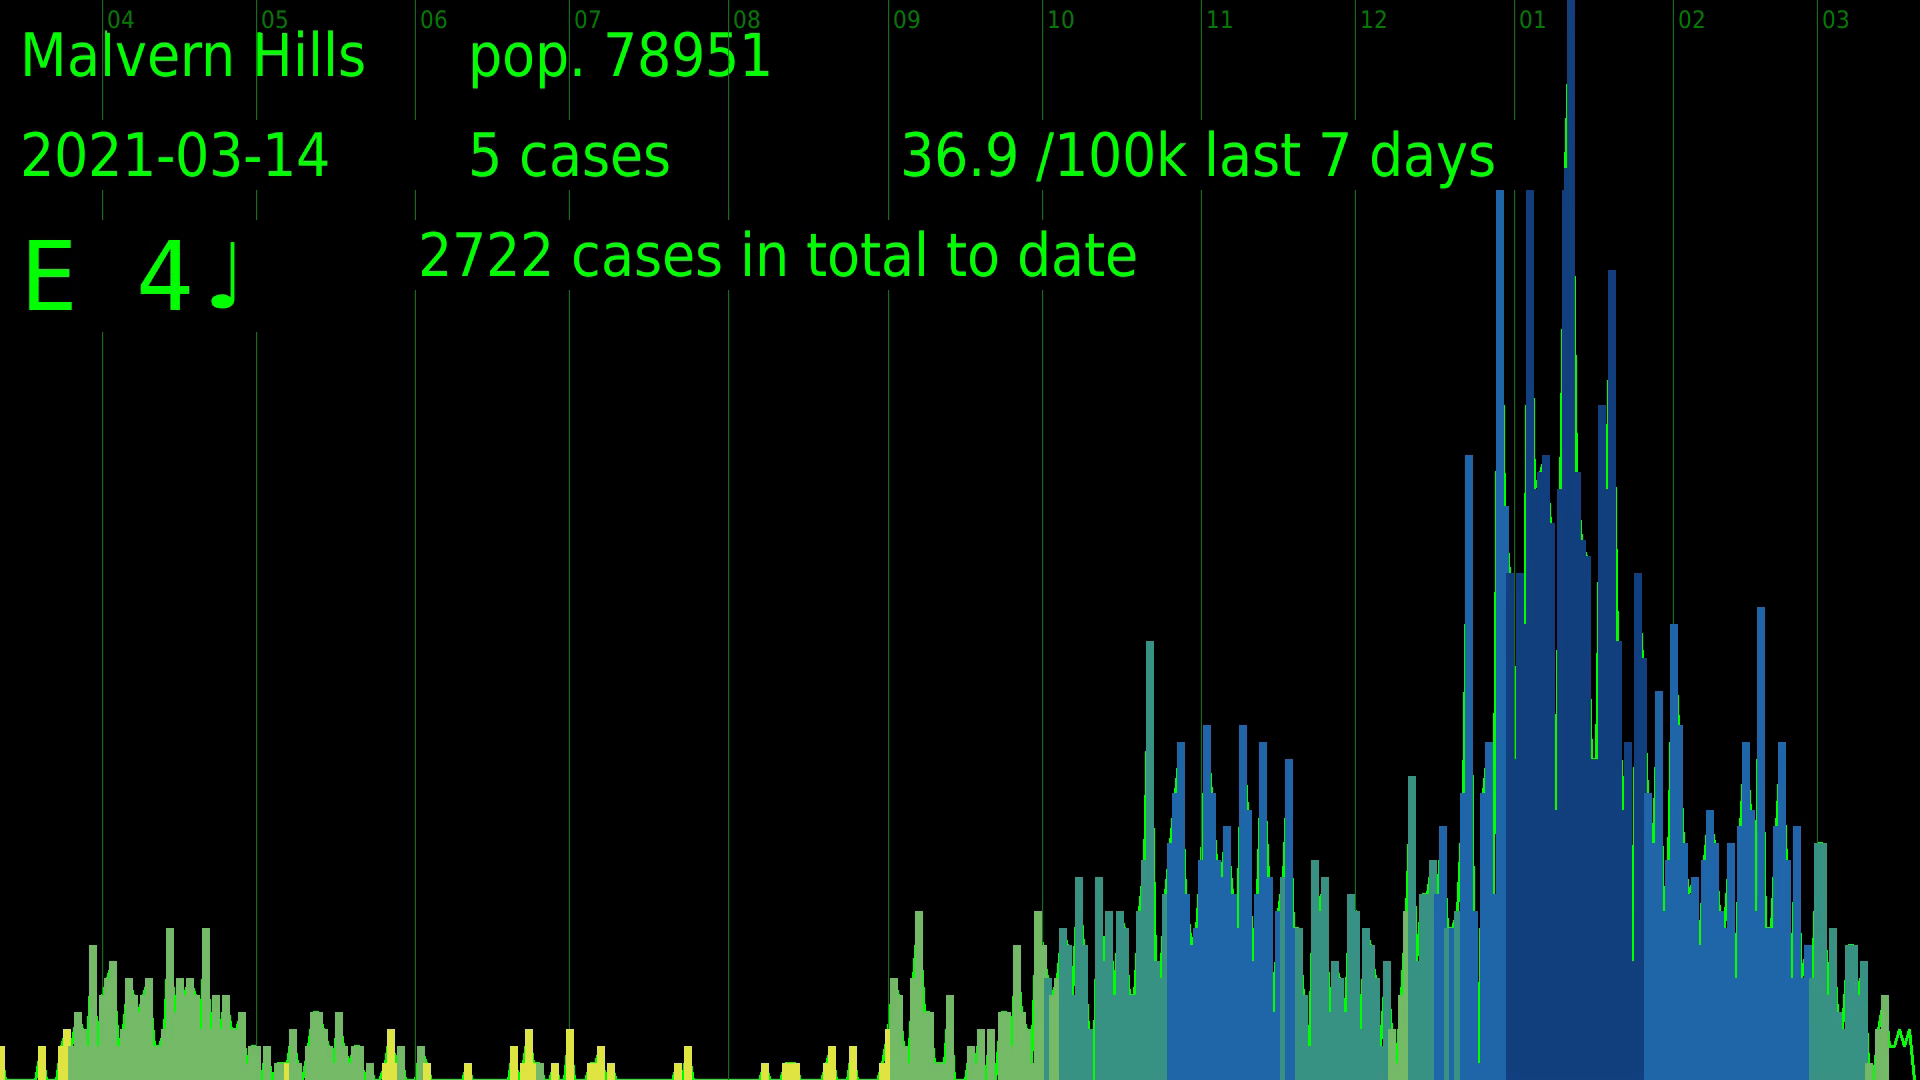 04 05 06 07 08 09 10 11 12 01 02 03
Malvern Hills pop. 78951
2021-03-14 5 cases 36.9 /100k last 7 days
E 4♩ 2722 cases in total to date